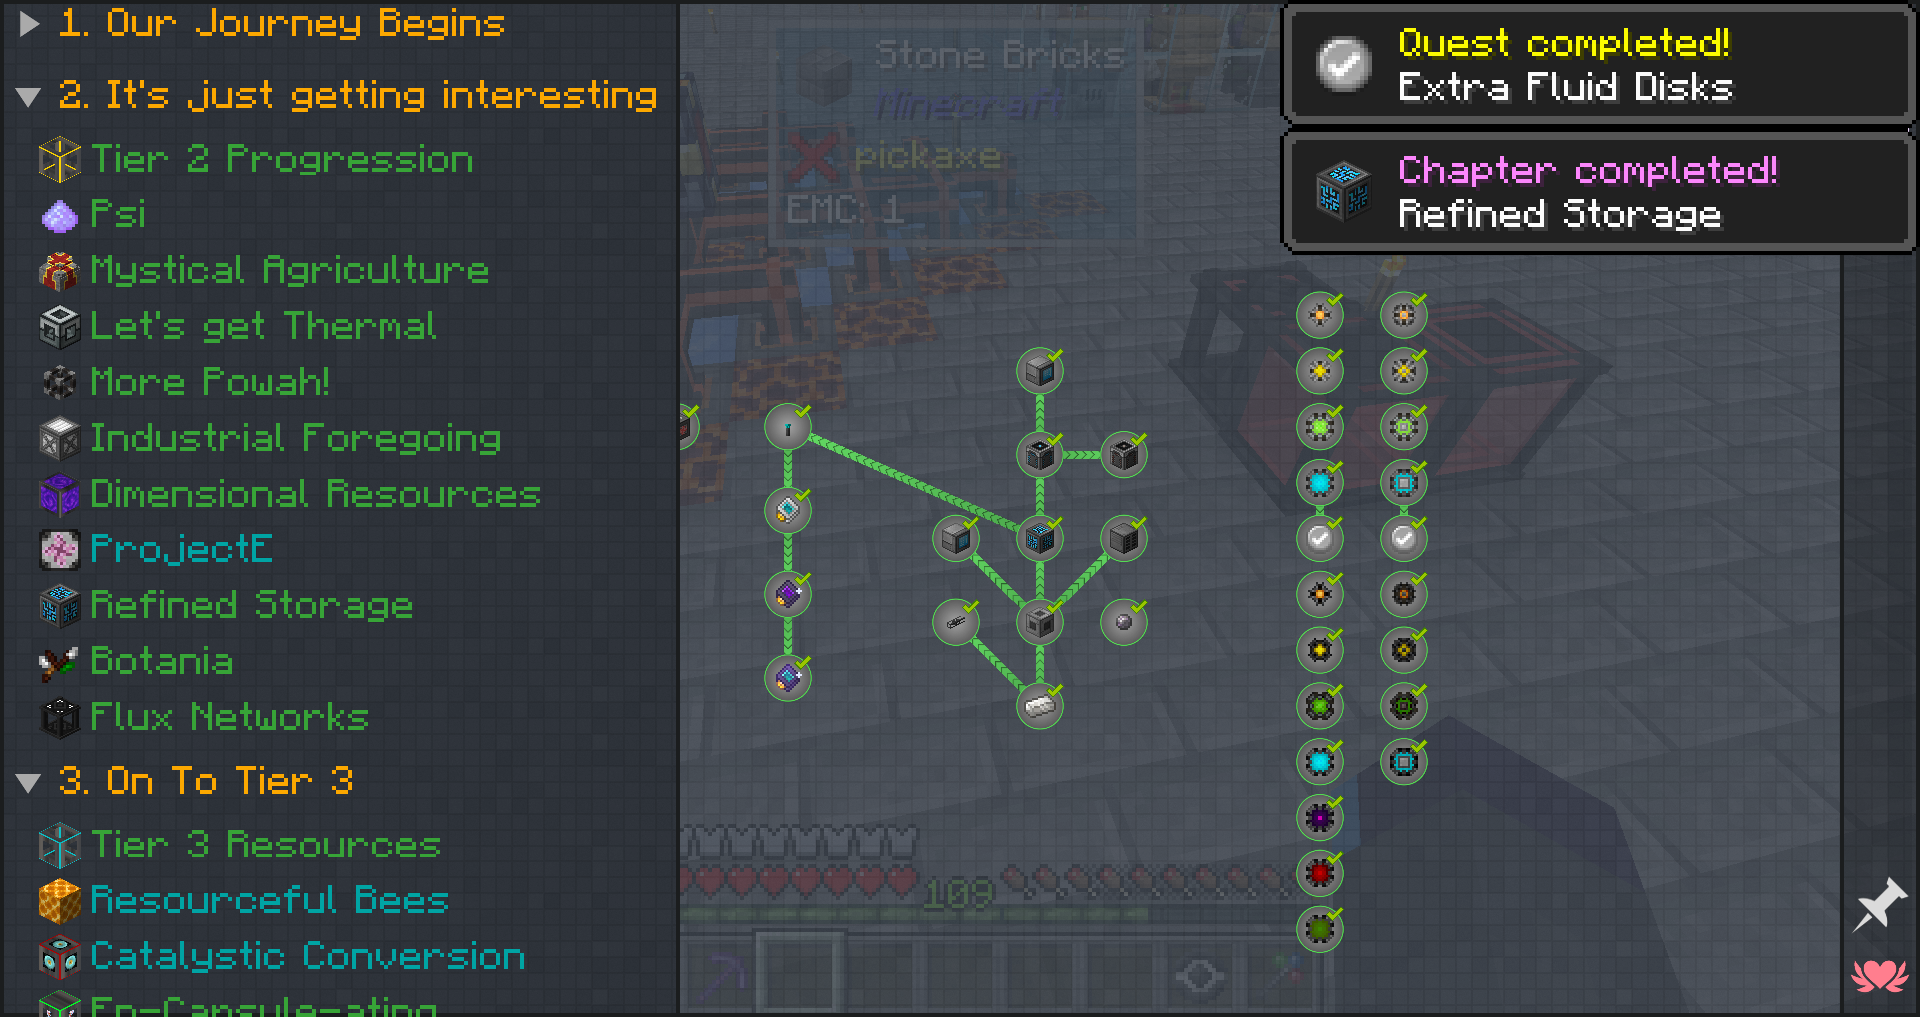 1. Our Journey Begins
2. It's just getting interesting
Tier 2 Progression
Psi
Mystical Agriculture
Let's get Thermal
More Powah!
Industrial Foregoing
Dimensional Resources
ProjectE
Refined Storage
Botania
Flux Networks
3. On To Tier 3
Tier 3 Resources
Resourceful Bees
Catalystic Conversion
En-Capsule-ating
Stone Bricks
Minecraft
pickaxe
EMC: 1
109
Quest completed!
Extra Fluid Disks
Chapter completed!
Refined Storage